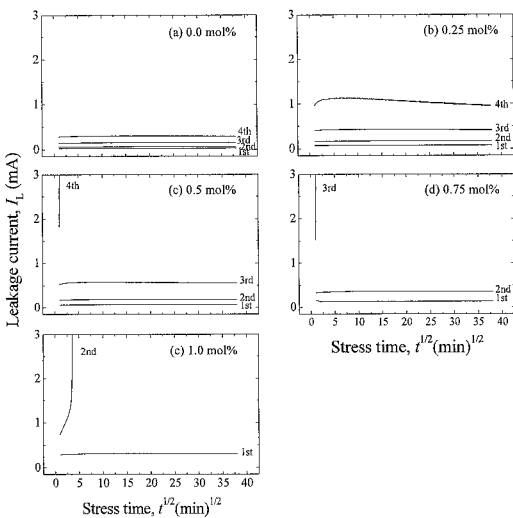 Leakage current, I_L (mA)
3
2
1
0
(a) 0.0 mol%
4th
3rd
2nd
1st
3
2
1
0
(b) 0.25 mol%
4th
3rd
2nd
1st
3
2
1
0
(c) 0.5 mol%
4th
3rd
2nd
1st
3
2
1
0
(d) 0.75 mol%
3rd
2nd
1st
0 5 10 15 20 25 30 35 40
Stress time, t^1/2(min)^1/2
3
2
1
0
(e) 1.0 mol%
2nd
1st
0 5 10 15 20 25 30 35 40
Stress time, t^1/2(min)^1/2